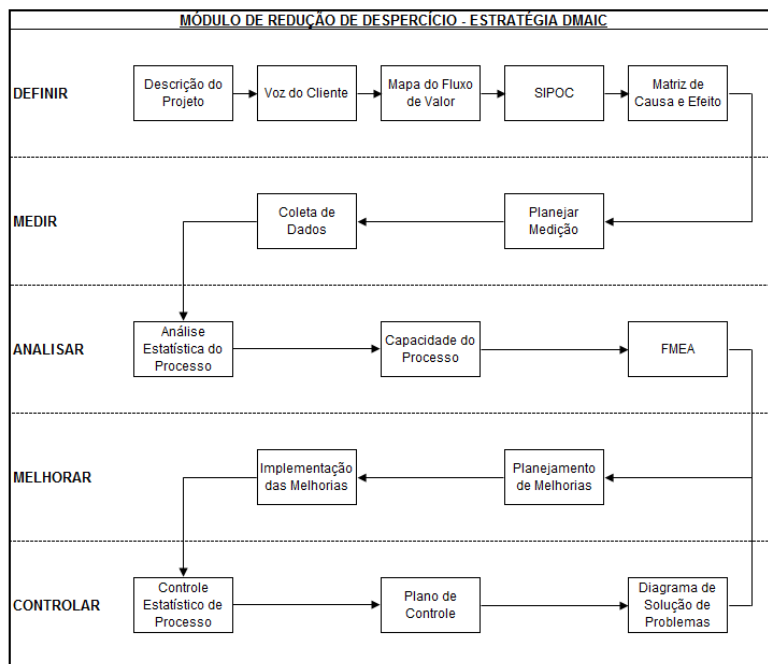 MÓDULO DE REDUÇÃO DE DESPERCÍCIO - ESTRATÉGIA DMAIC
DEFINIR
Descrição do
Projeto
Voz do Cliente
Mapa do Fluxo
de Valor
SIPOC
Matriz de
Causa e Efeito
MEDIR
Coleta de
Dados
Planejar
Medição
ANALISAR
Análise
Estatística do
Processo
Capacidade do
Processo
FMEA
MELHORAR
Implementação
das Melhorias
Planejamento
de Melhorias
CONTROLAR
Controle
Estatístico de
Processo
Plano de
Controle
Diagrama de
Solução de
Problemas